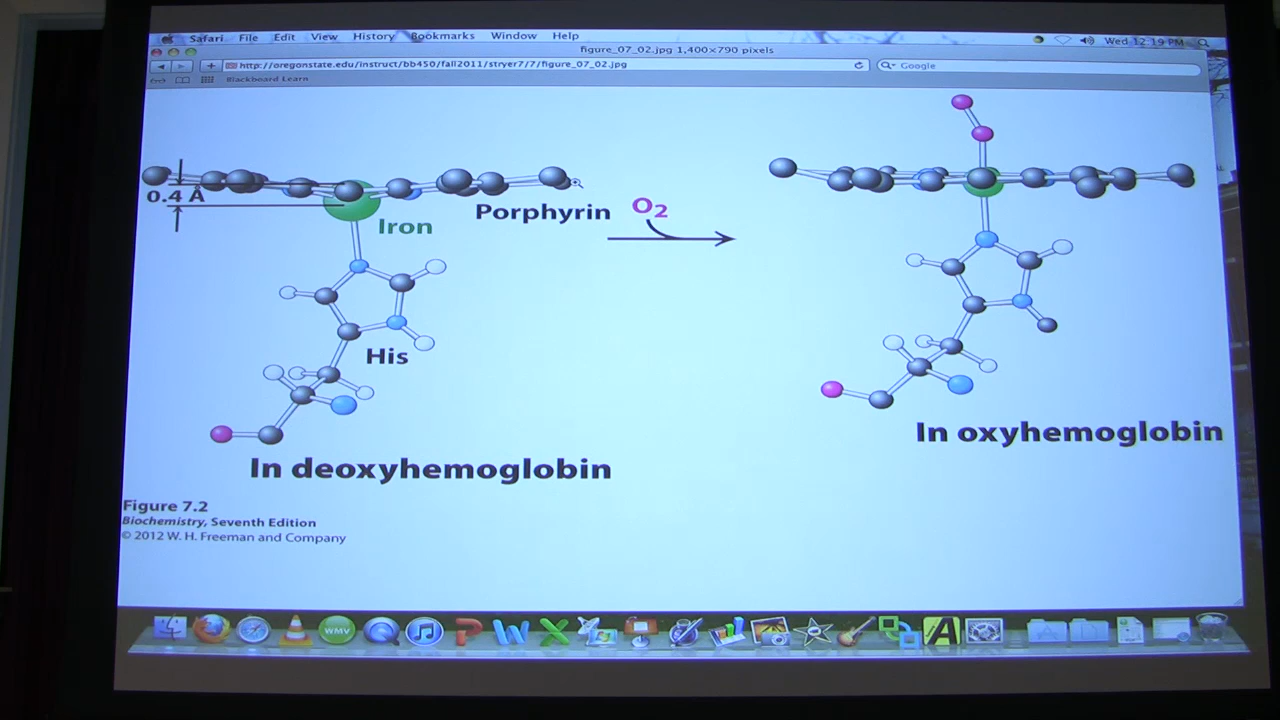 Safari File Edit View History Bookmarks Window Help
Wed 12:19 PM
figure_07_02.jpg 1,400×790 pixels
http://oregonstate.edu/instruct/bb450/fall2011/stryer7/7/figure_07_02.jpg
Google
Blackboard Learn
0.4 Å
Iron
Porphyrin
O2
His
In deoxyhemoglobin
In oxyhemoglobin
Figure 7.2
Biochemistry, Seventh Edition
© 2012 W. H. Freeman and Company
WMV